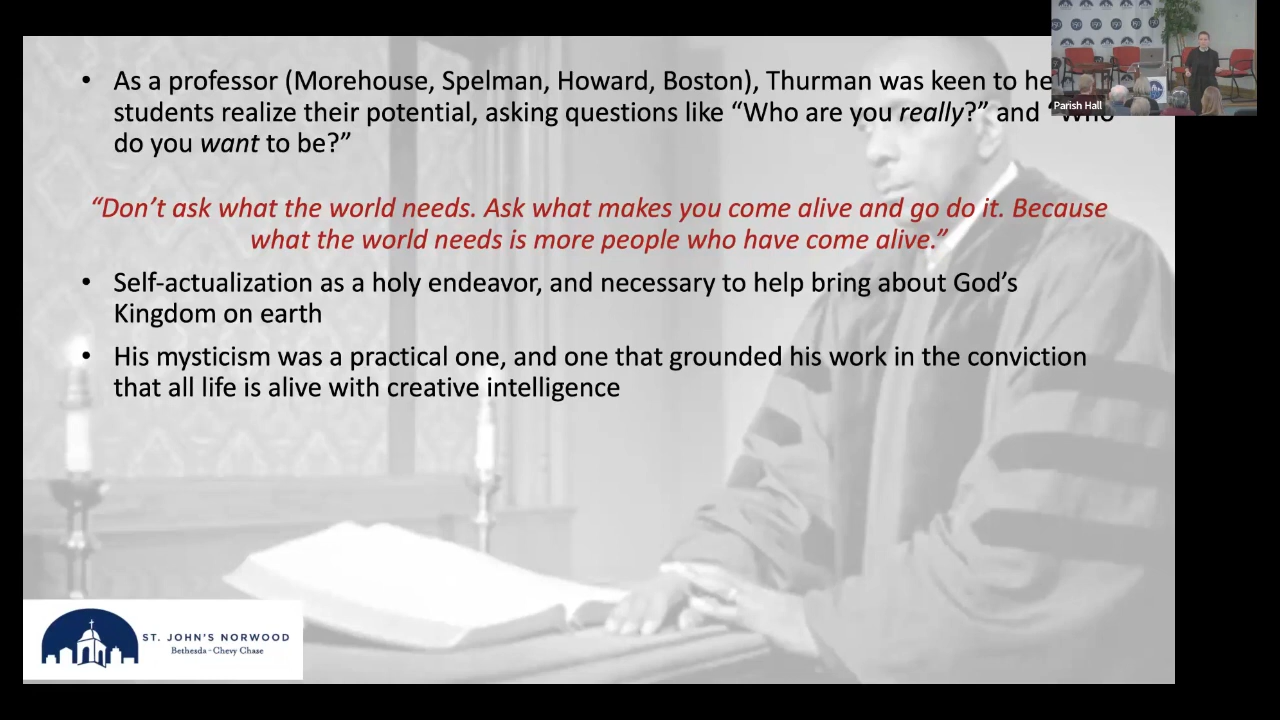 • As a professor (Morehouse, Spelman, Howard, Boston), Thurman was keen to he
students realize their potential, asking questions like “Who are you really?” and “Who
do you want to be?”
“Don’t ask what the world needs. Ask what makes you come alive and go do it. Because
what the world needs is more people who have come alive.”
• Self-actualization as a holy endeavor, and necessary to help bring about God’s
Kingdom on earth
• His mysticism was a practical one, and one that grounded his work in the conviction
that all life is alive with creative intelligence
Parish Hall
ST. JOHN'S NORWOOD
Bethesda - Chevy Chase